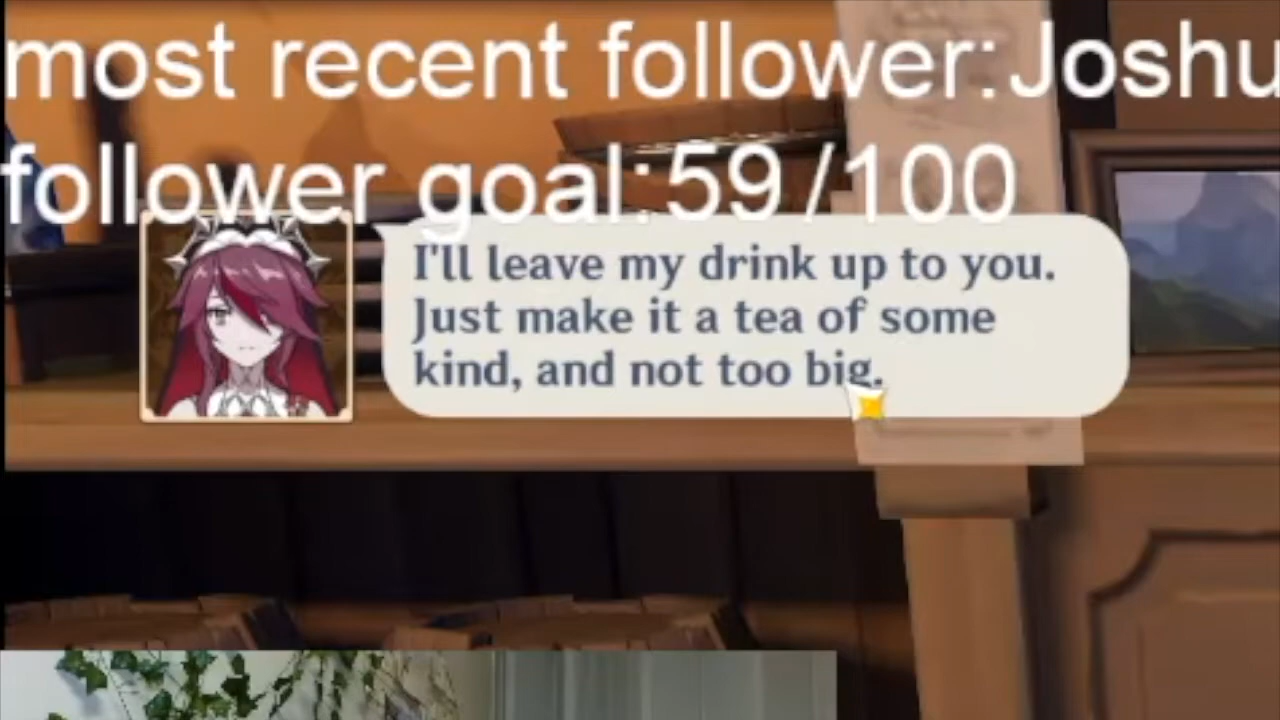 most recent follower: Joshu
follower goal: 59 / 100
I'll leave my drink up to you.
Just make it a tea of some
kind, and not too big.